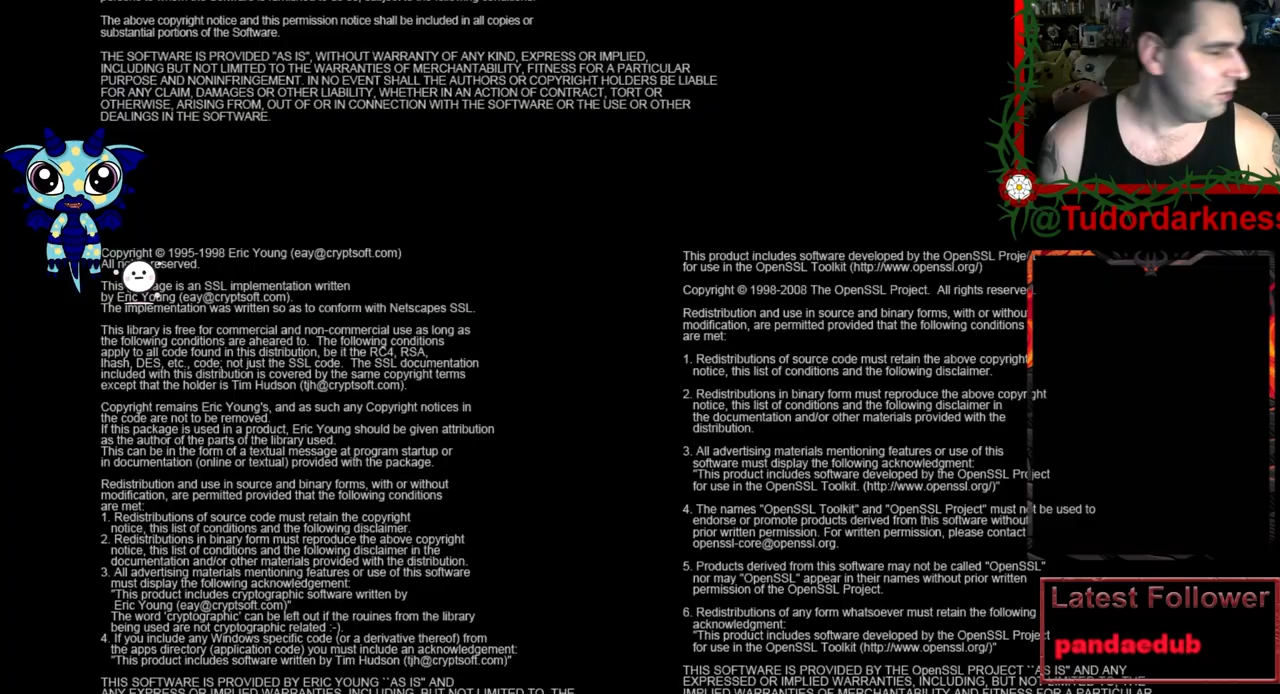 The above copyright notice and this permission notice shall be included in all copies or
substantial portions of the Software.
THE SOFTWARE IS PROVIDED "AS IS", WITHOUT WARRANTY OF ANY KIND, EXPRESS OR IMPLIED,
INCLUDING BUT NOT LIMITED TO THE WARRANTIES OF MERCHANTABILITY, FITNESS FOR A PARTICULAR
PURPOSE AND NONINFRINGEMENT. IN NO EVENT SHALL THE AUTHORS OR COPYRIGHT HOLDERS BE LIABLE
FOR ANY CLAIM, DAMAGES OR OTHER LIABILITY, WHETHER IN AN ACTION OF CONTRACT, TORT OR
OTHERWISE, ARISING FROM, OUT OF OR IN CONNECTION WITH THE SOFTWARE OR THE USE OR OTHER
DEALINGS IN THE SOFTWARE.
@Tudordarkness
Copyright © 1995-1998 Eric Young (eay@cryptsoft.com)
All reserved.
This is an SSL implementation written
by Eric Young (eay@cryptsoft.com).
The implementation was written so as to conform with Netscapes SSL.
This library is free for commercial and non-commercial use as long as
the following conditions are aheared to. The following conditions
apply to all code found in this distribution, be it the RC4, RSA,
lhash, DES, etc., code; not just the SSL code. The SSL documentation
included with this distribution is covered by the same copyright terms
except that the holder is Tim Hudson (tjh@cryptsoft.com).
Copyright remains Eric Young's, and as such any Copyright notices in
the code are not to be removed.
If this package is used in a product, Eric Young should be given attribution
as the author of the parts of the library used.
This can be in the form of a textual message at program startup or
in documentation (online or textual) provided with the package.
Redistribution and use in source and binary forms, with or without
modification, are permitted provided that the following conditions
are met:
1. Redistributions of source code must retain the copyright
notice, this list of conditions and the following disclaimer.
2. Redistributions in binary form must reproduce the above copyright
notice, this list of conditions and the following disclaimer in the
documentation and/or other materials provided with the distribution.
3. All advertising materials mentioning features or use of this software
must display the following acknowledgement:
"This product includes cryptographic software written by
Eric Young (eay@cryptsoft.com)"
The word 'cryptographic' can be left out if the rouines from the library
being used are not cryptographic related :-).
4. If you include any Windows specific code (or a derivative thereof) from
the apps directory (application code) you must include an acknowledgement:
"This product includes software written by Tim Hudson (tjh@cryptsoft.com)"
THIS SOFTWARE IS PROVIDED BY ERIC YOUNG ``AS IS'' AND
ANY EXPRESS OR IMPLIED WARRANTIES, INCLUDING, BUT NOT LIMITED TO, THE
This product includes software developed by the OpenSSL Project
for use in the OpenSSL Toolkit (http://www.openssl.org/)
Copyright © 1998-2008 The OpenSSL Project. All rights reserved.
Redistribution and use in source and binary forms, with or without
modification, are permitted provided that the following conditions
are met:
1. Redistributions of source code must retain the above copyright
notice, this list of conditions and the following disclaimer.
2. Redistributions in binary form must reproduce the above copyright
notice, this list of conditions and the following disclaimer in
the documentation and/or other materials provided with the
distribution.
3. All advertising materials mentioning features or use of this
software must display the following acknowledgment:
"This product includes software developed by the OpenSSL Project
for use in the OpenSSL Toolkit. (http://www.openssl.org/)"
4. The names "OpenSSL Toolkit" and "OpenSSL Project" must not be used to
endorse or promote products derived from this software without
prior written permission. For written permission, please contact
openssl-core@openssl.org.
5. Products derived from this software may not be called "OpenSSL"
nor may "OpenSSL" appear in their names without prior written
permission of the OpenSSL Project.
6. Redistributions of any form whatsoever must retain the following
acknowledgment:
"This product includes software developed by the OpenSSL Project
for use in the OpenSSL Toolkit (http://www.openssl.org/)"
THIS SOFTWARE IS PROVIDED BY THE OpenSSL PROJECT ``AS IS'' AND ANY
EXPRESSED OR IMPLIED WARRANTIES, INCLUDING, BUT NOT LIMITED TO, THE
IMPLIED WARRANTIES OF MERCHANTABILITY AND FITNESS FOR A PARTICULAR
Latest Follower
pandaedub